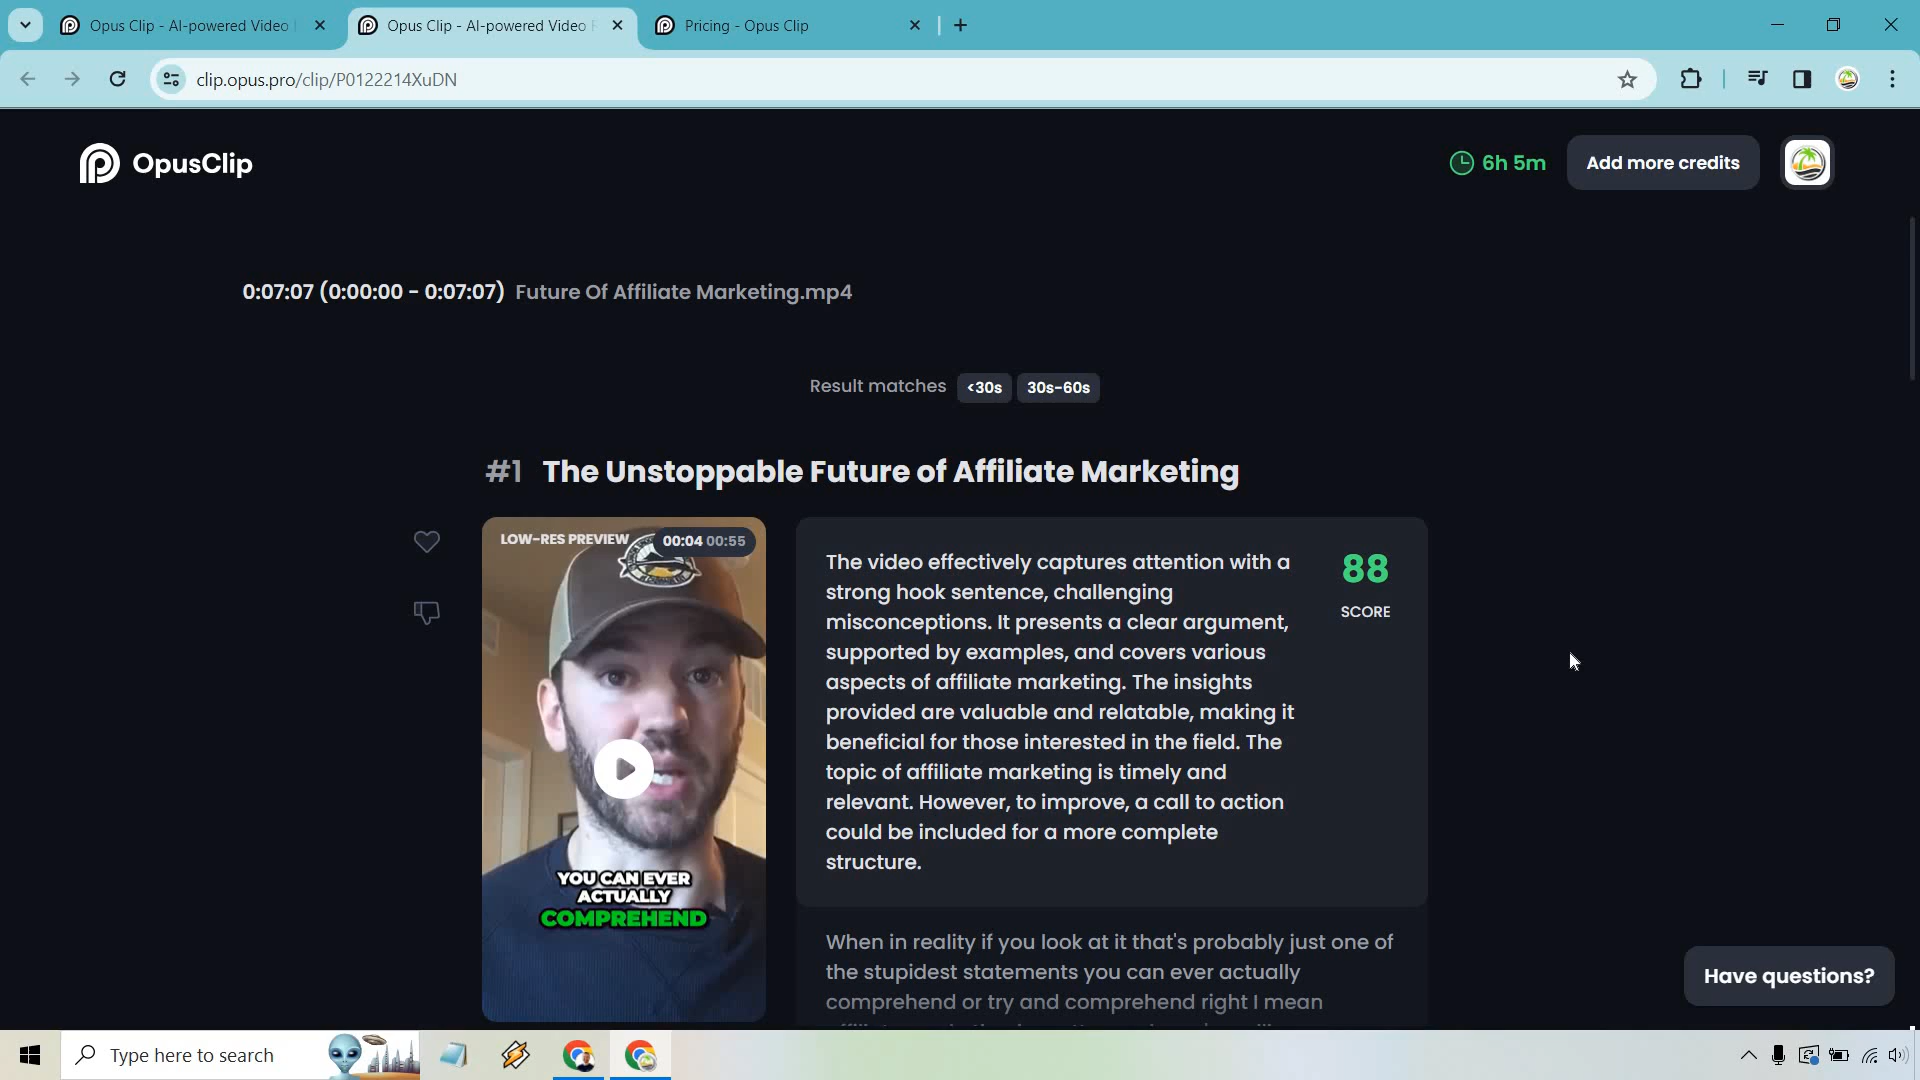 Opus Clip - AI-powered Video
Opus Clip - AI-powered Video
Pricing - Opus Clip
clip.opus.pro/clip/P0122214XuDN
OpusClip
6h 5m
Add more credits
0:07:07 (0:00:00 - 0:07:07) Future Of Affiliate Marketing.mp4
Result matches <30s 30s-60s
#1 The Unstoppable Future of Affiliate Marketing
LOW-RES PREVIEW 00:04 00:55
YOU CAN EVER
ACTUALLY
COMPREHEND
The video effectively captures attention with a
strong hook sentence, challenging
misconceptions. It presents a clear argument,
supported by examples, and covers various
aspects of affiliate marketing. The insights
provided are valuable and relatable, making it
beneficial for those interested in the field. The
topic of affiliate marketing is timely and
relevant. However, to improve, a call to action
could be included for a more complete
structure.
88
SCORE
When in reality if you look at it that's probably just one of
the stupidest statements you can ever actually
comprehend or try and comprehend right I mean
Have questions?
Type here to search